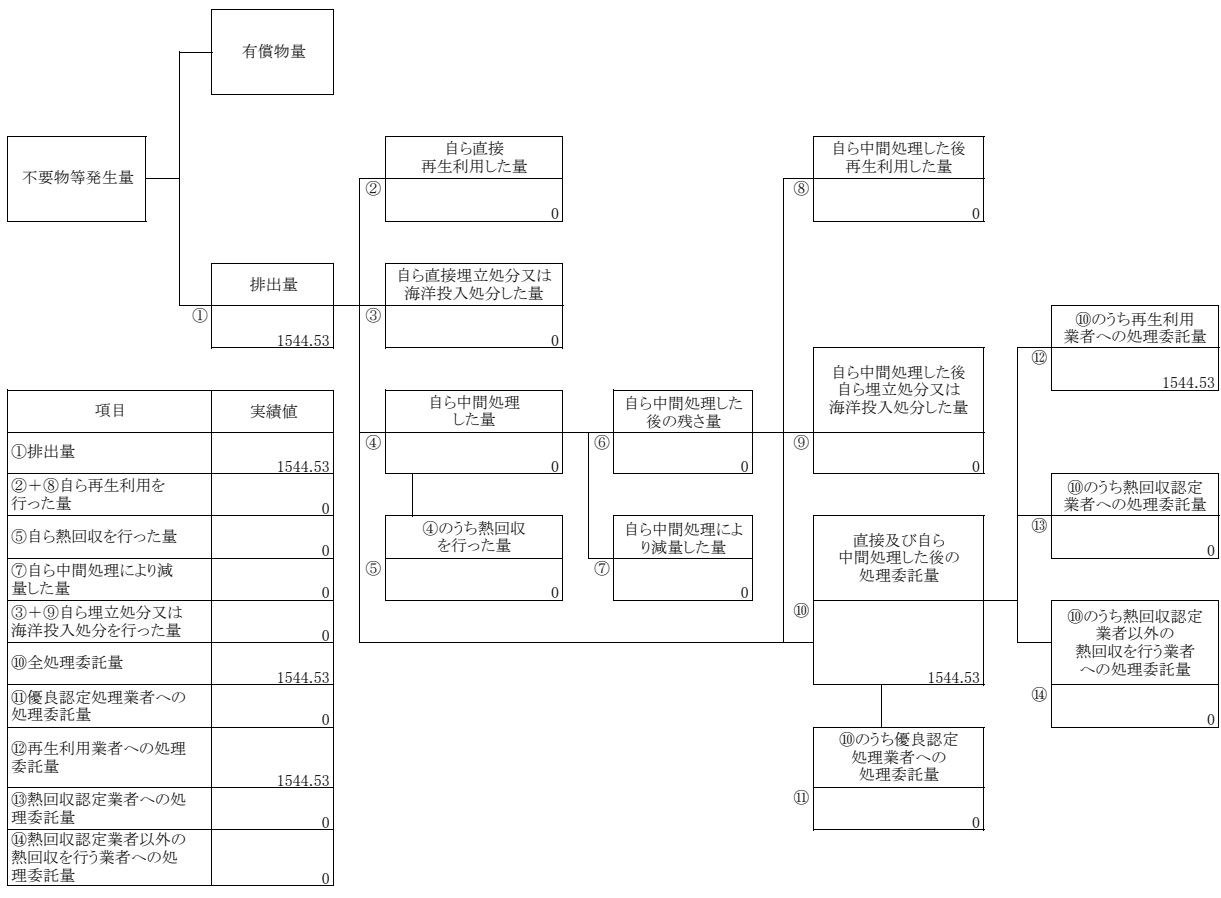 有償物量
不要物等発生量
排出量
①
1544.53
自ら直接
再生利用した量
②
0
自ら直接埋立処分又は
海洋投入処分した量
③
0
自ら中間処理
した量
④
0
④のうち熱回収
を行った量
⑤
0
自ら中間処理した
後の残さ量
⑥
0
自ら中間処理によ
り減量した量
⑦
0
自ら中間処理した後
再生利用した量
⑧
0
自ら中間処理した後
自ら埋立処分又は
海洋投入処分した量
⑨
0
直接及び自ら
中間処理した後の
処理委託量
⑩
1544.53
⑩のうち優良認定
処理業者への
処理委託量
⑪
0
⑩のうち再生利用
業者への処理委託量
⑫
1544.53
⑩のうち熱回収認定
業者への処理委託量
⑬
0
⑩のうち熱回収認定
業者以外の
熱回収を行う業者
への処理委託量
⑭
0
項目 実績値
①排出量
1544.53
②＋⑧自ら再生利用を
行った量
0
⑤自ら熱回収を行った量
0
⑦自ら中間処理により減
量した量
0
③＋⑨自ら埋立処分又は
海洋投入処分を行った量
0
⑩全処理委託量
1544.53
⑪優良認定処理業者への
処理委託量
0
⑫再生利用業者への処理
委託量
1544.53
⑬熱回収認定業者への処
理委託量
0
⑭熱回収認定業者以外の
熱回収を行う業者への処
理委託量
0